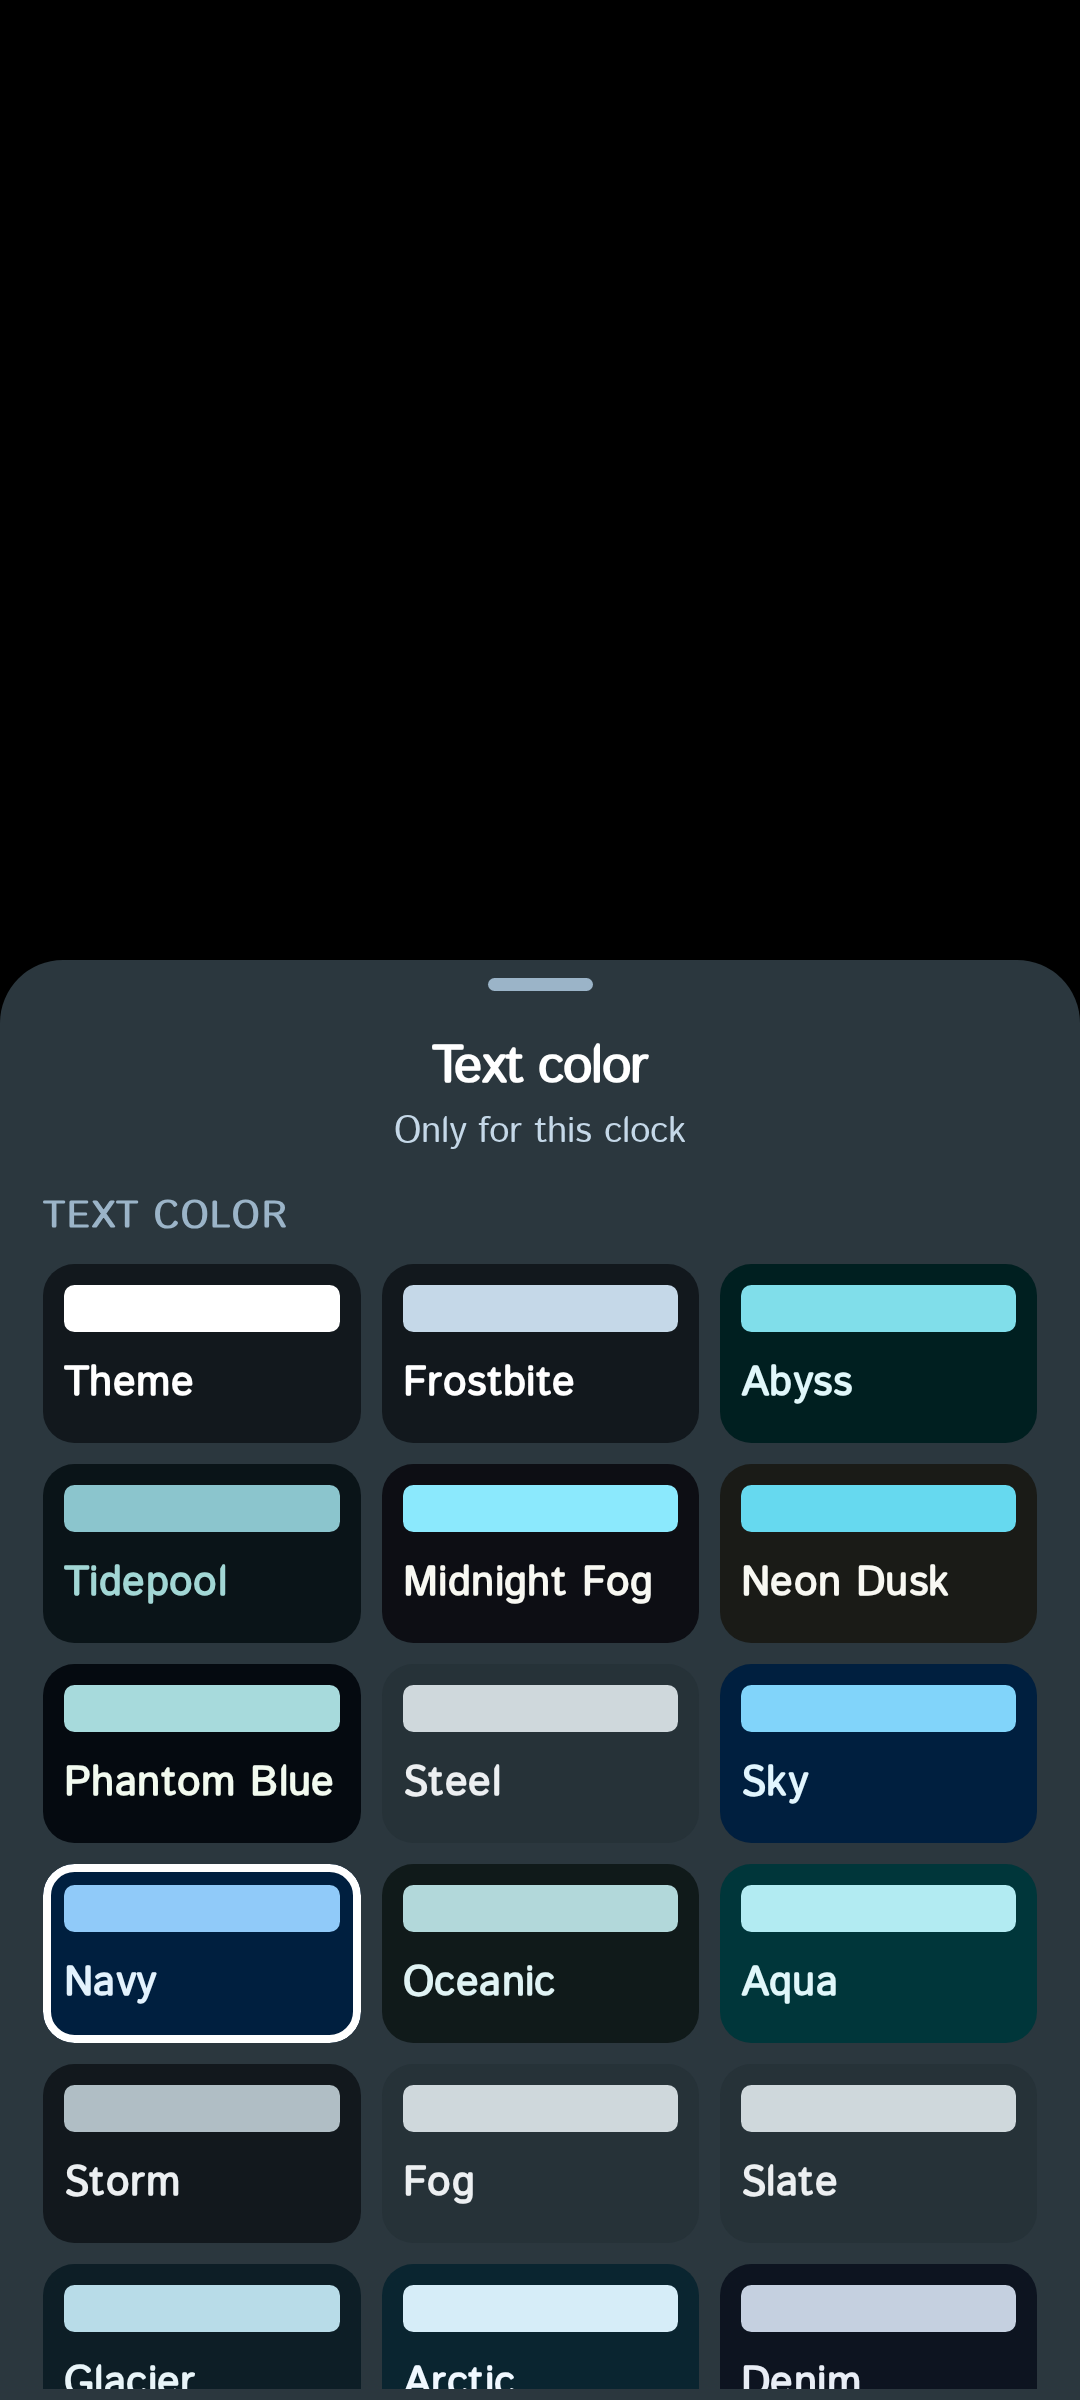 Text color
Only for this clock
TEXT COLOR
Theme
Frostbite
Abyss
Tidepool
Midnight Fog
Neon Dusk
Phantom Blue
Steel
Sky
Navy
Oceanic
Aqua
Storm
Fog
Slate
Glacier
Arctic
Denim